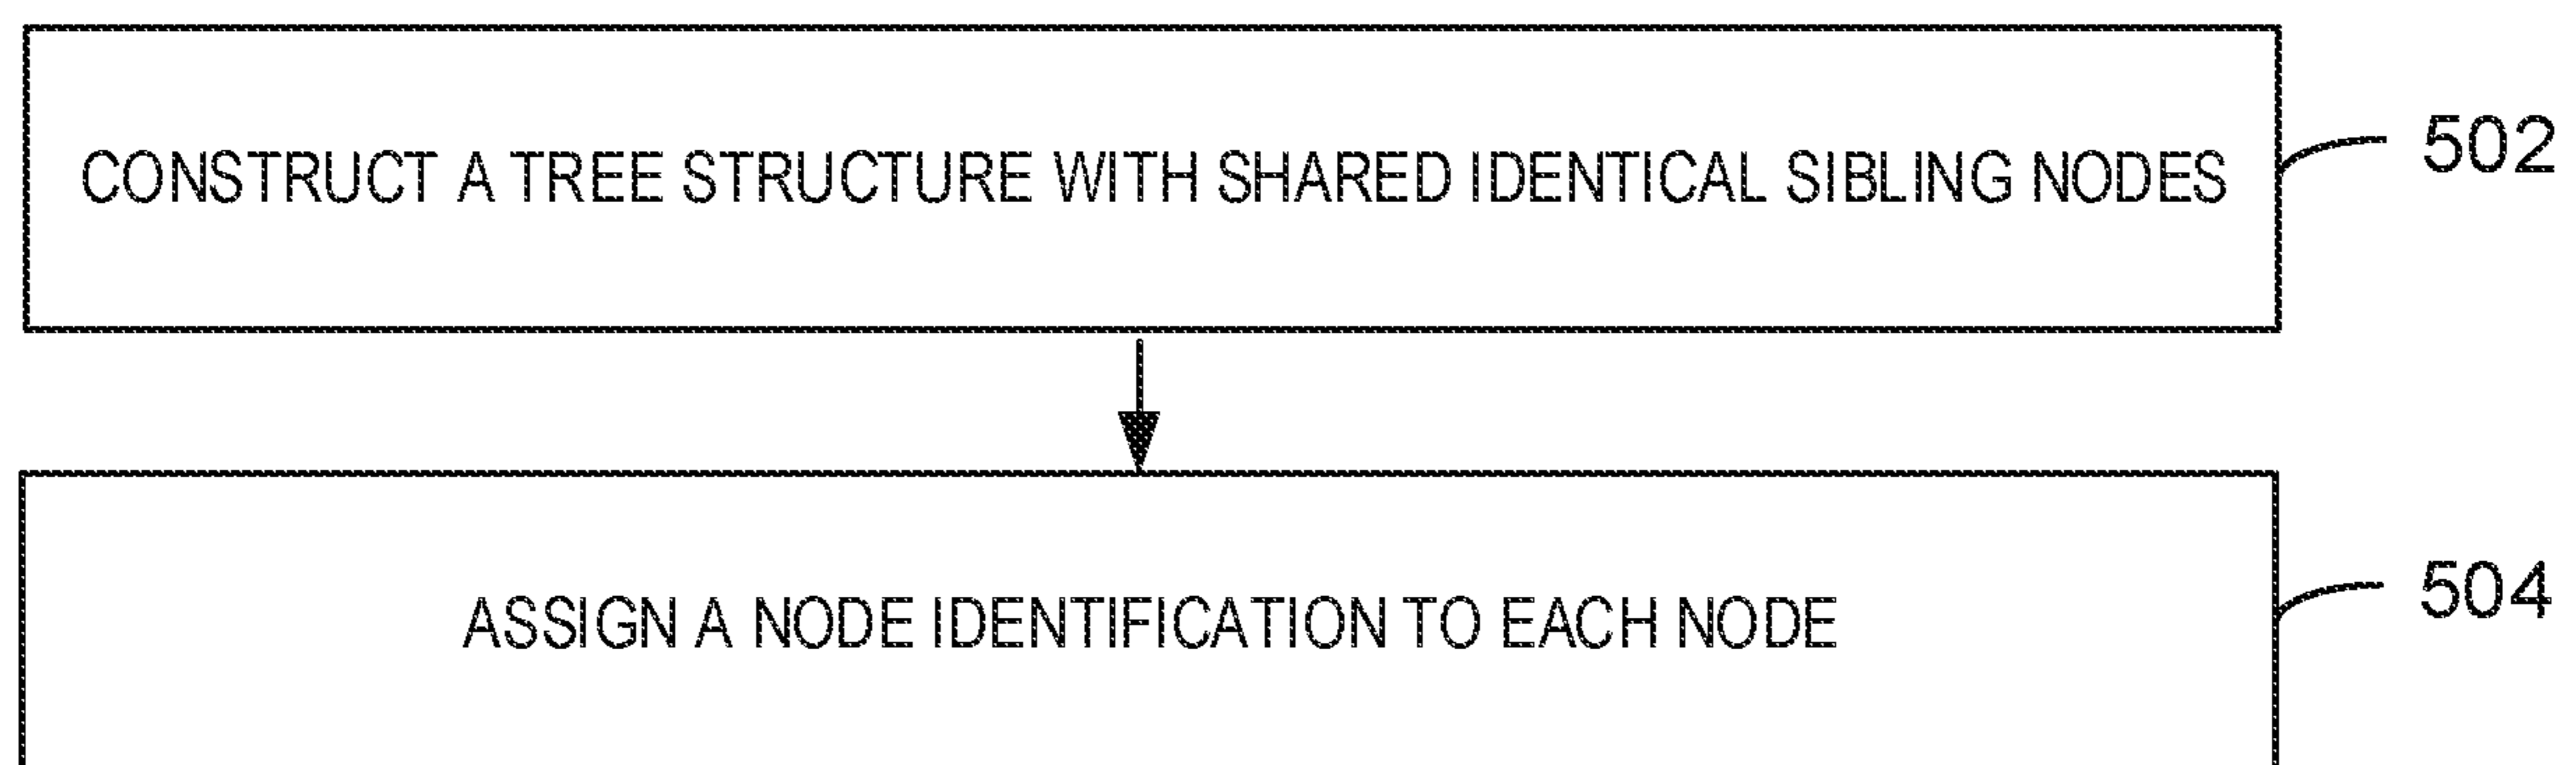 CONSTRUCT A TREE STRUCTURE WITH SHARED IDENTICAL SIBLING NODES
502
ASSIGN A NODE IDENTIFICATION TO EACH NODE
504